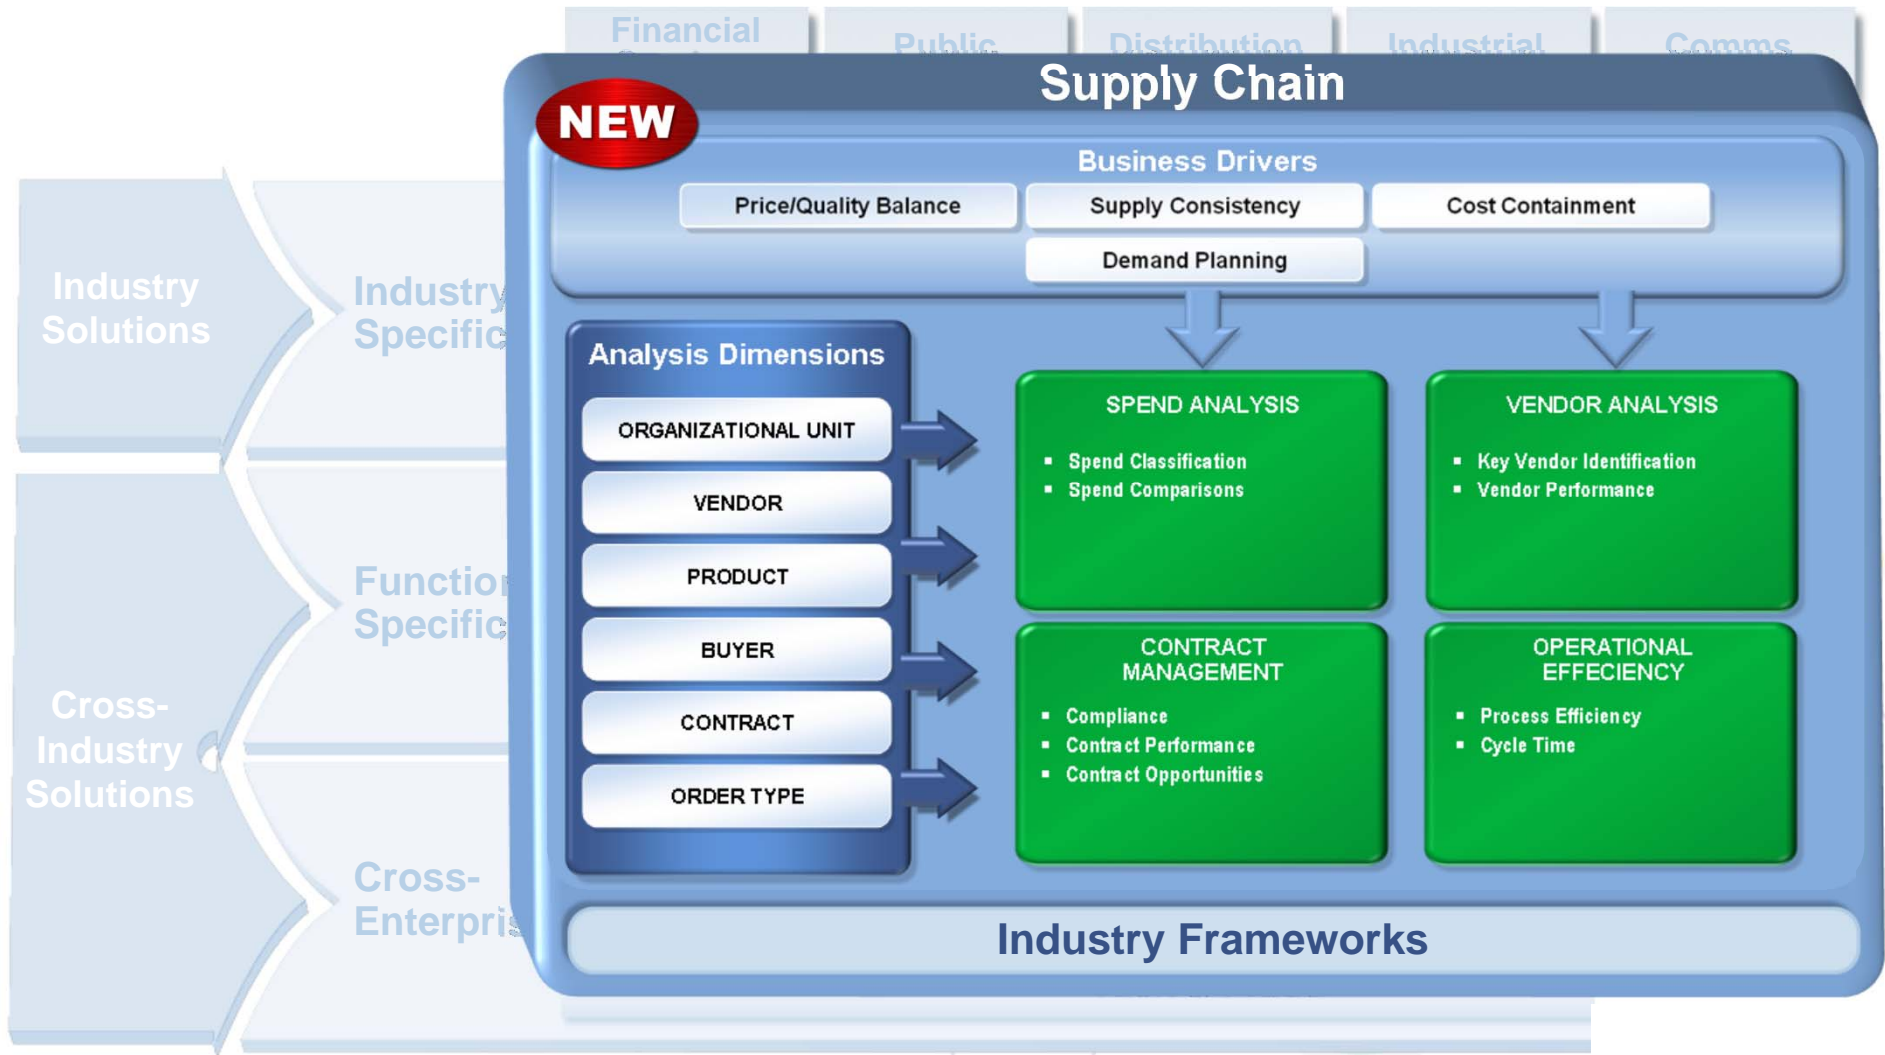 Financial
Public
Distribution
Industrial
Comms
Supply Chain
NEW
Business Drivers
Price/Quality Balance
Supply Consistency
Cost Containment
Demand Planning
Industry
Solutions
Industry
Specific
Analysis Dimensions
ORGANIZATIONAL UNIT
VENDOR
PRODUCT
BUYER
CONTRACT
ORDER TYPE
SPEND ANALYSIS
▪ Spend Classification
▪ Spend Comparisons
VENDOR ANALYSIS
▪ Key Vendor Identification
▪ Vendor Performance
CONTRACT
MANAGEMENT
▪ Compliance
▪ Contract Performance
▪ Contract Opportunities
OPERATIONAL
EFFECIENCY
▪ Process Efficiency
▪ Cycle Time
Function
Specific
Cross-
Industry
Solutions
Cross-
Enterpris
Industry Frameworks